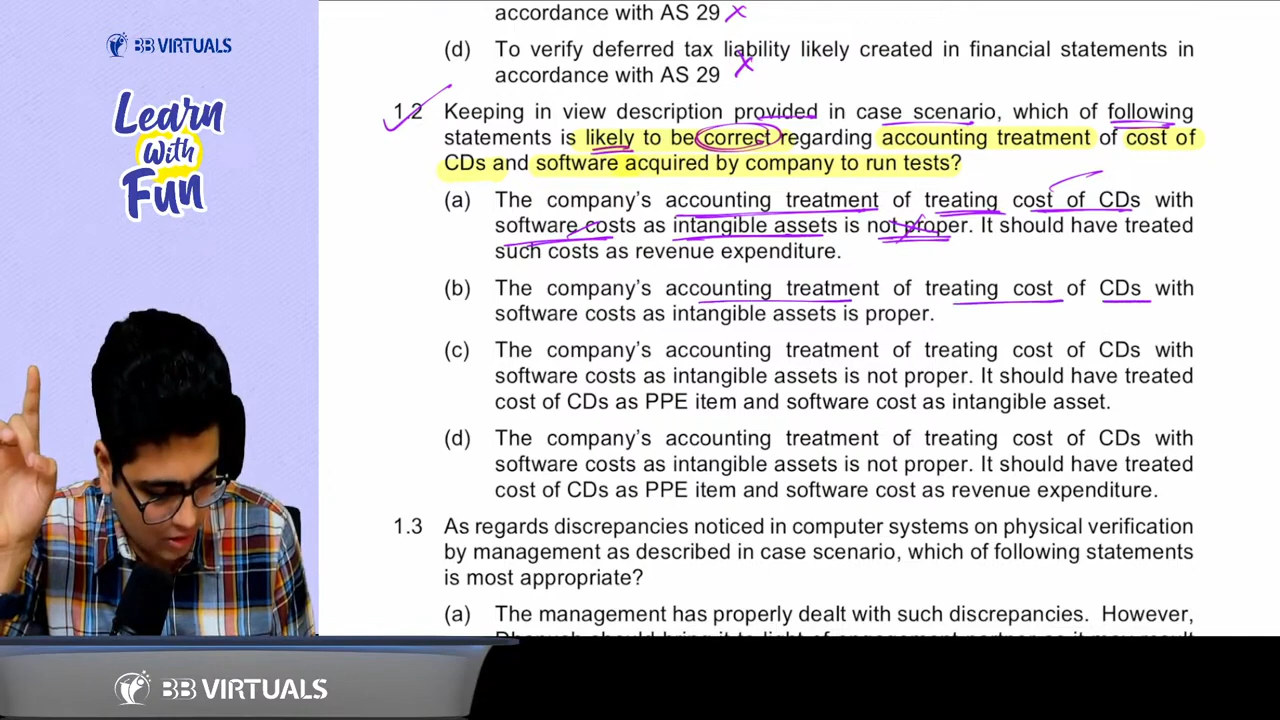 accordance with AS 29
BB VIRTUALS
(d) To verify deferred tax liability likely created in financial statements in
accordance with AS 29
Learn
With
Fun
1.2 Keeping in view description provided in case scenario, which of following
statements is likely to be correct regarding accounting treatment of cost of
CDs and software acquired by company to run tests?
(a) The company's accounting treatment of treating cost of CDs with
software costs as intangible assets is not proper. It should have treated
such costs as revenue expenditure.
(b) The company's accounting treatment of treating cost of CDs with
software costs as intangible assets is proper.
(c) The company's accounting treatment of treating cost of CDs with
software costs as intangible assets is not proper. It should have treated
cost of CDs as PPE item and software cost as intangible asset.
(d) The company's accounting treatment of treating cost of CDs with
software costs as intangible assets is not proper. It should have treated
cost of CDs as PPE item and software cost as revenue expenditure.
1.3 As regards discrepancies noticed in computer systems on physical verification
by management as described in case scenario, which of following statements
is most appropriate?
(a) The management has properly dealt with such discrepancies. However,
BB VIRTUALS